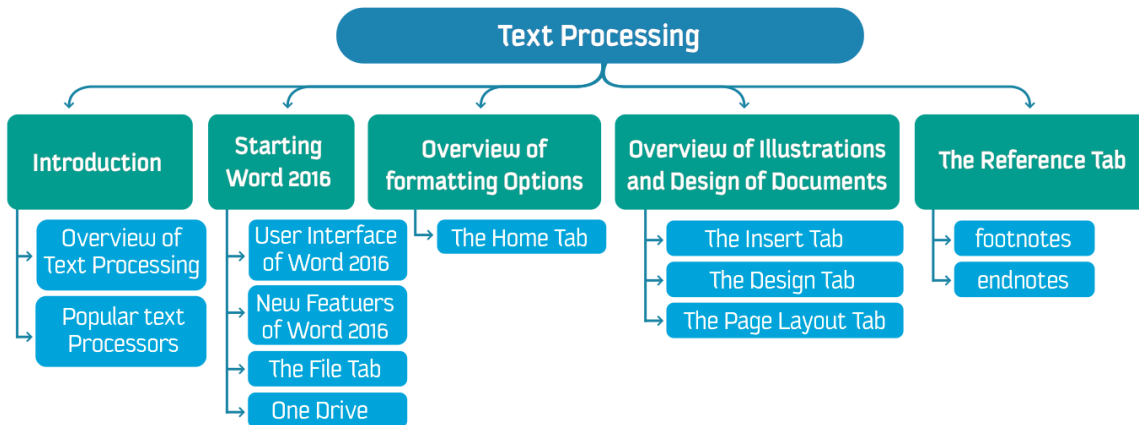 Text Processing
Introduction
Overview of
Text Processing
Popular text
Processors
Starting
Word 2016
User Interface
of Word 2016
New Featuers
of Word 2016
The File Tab
One Drive
Overview of
formatting Options
The Home Tab
Overview of Illustrations
and Design of Documents
The Insert Tab
The Design Tab
The Page Layout Tab
The Reference Tab
footnotes
endnotes